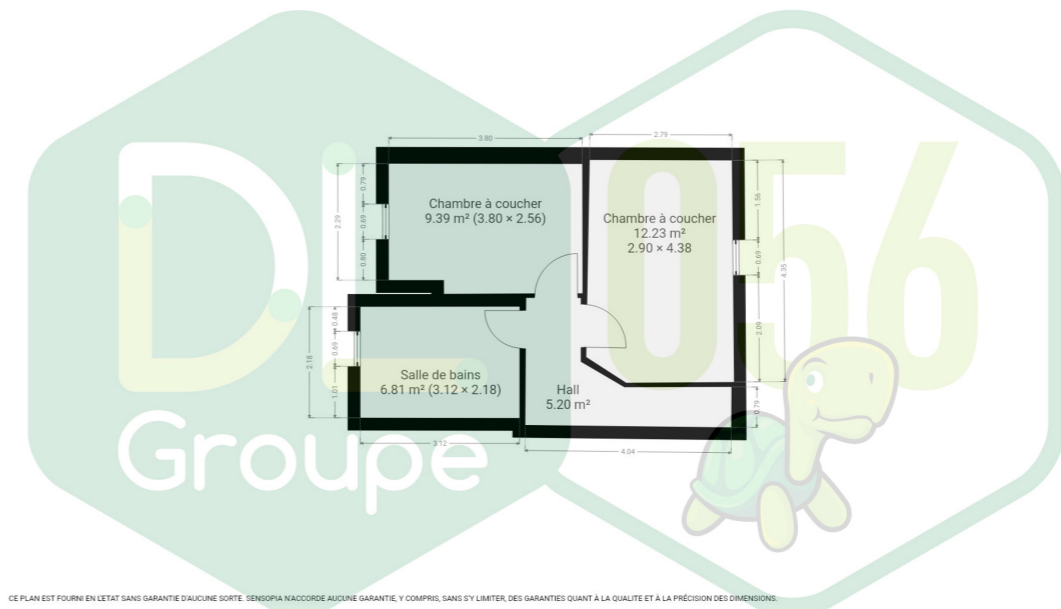 3.80
2.79
0.79
0.69
0.80
2.29
Chambre à coucher
9.39 m² (3.80 × 2.56)
Chambre à coucher
12.23 m²
2.90 × 4.38
1.56
0.69
2.09
4.35
0.79
0.48
0.69
1.01
2.18
Salle de bains
6.81 m² (3.12 × 2.18)
Hall
5.20 m²
3.12
4.04
Di
056
Groupe
CE PLAN EST FOURNI EN L'ETAT SANS GARANTIE D'AUCUNE SORTE. SENSOPIA N'ACCORDE AUCUNE GARANTIE, Y COMPRIS, SANS S'Y LIMITER, DES GARANTIES QUANT À LA QUALITE ET À LA PRÉCISION DES DIMENSIONS.